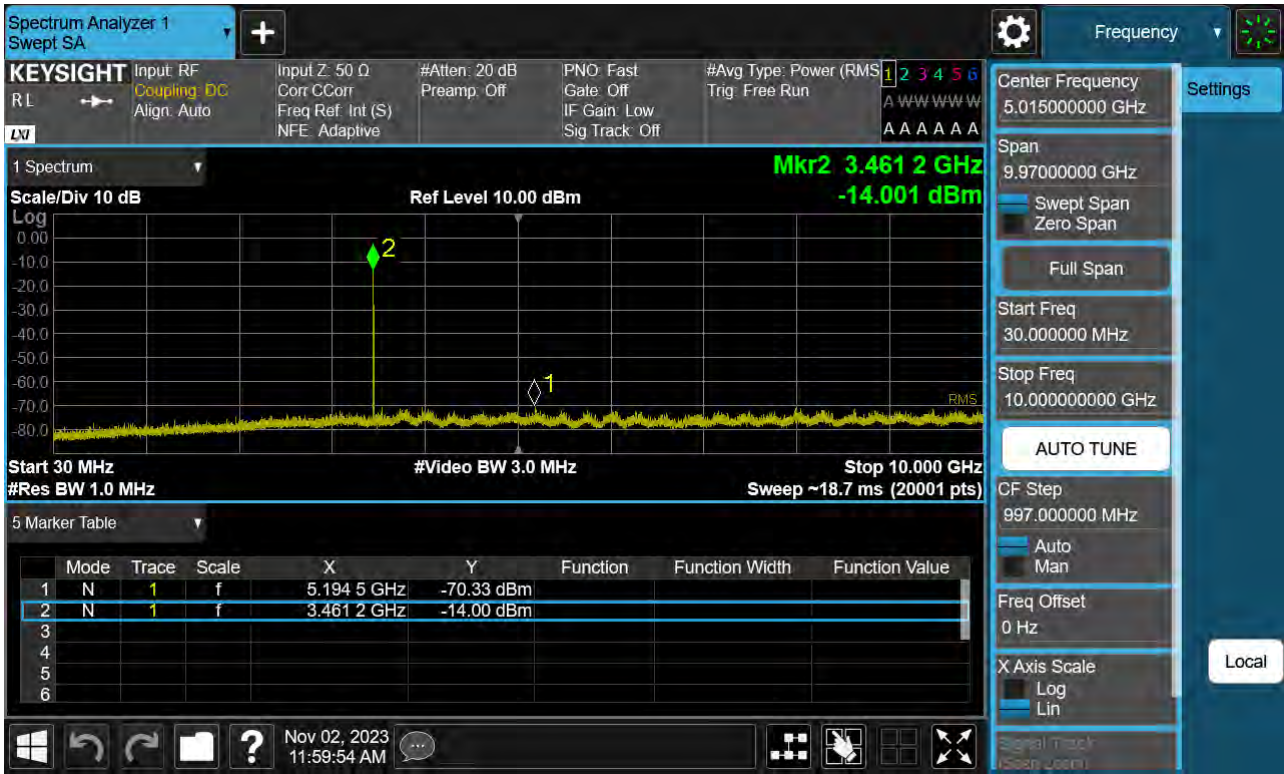 Spectrum Analyzer 1
Swept SA
Frequency
KEYSIGHT
RL
LXI
Input: RF
Coupling: DC
Align: Auto
Input Z: 50 Ω
Corr CCorr
Freq Ref: Int (S)
NFE: Adaptive
#Atten: 20 dB
Preamp: Off
PNO: Fast
Gate: Off
IF Gain: Low
Sig Track: Off
#Avg Type: Power (RMS
Trig: Free Run
1 2 3 4 5 6
A W W W W W
A A A A A A
1 Spectrum
Mkr2 3.461 2 GHz
-14.001 dBm
Scale/Div 10 dB
Ref Level 10.00 dBm
Log
0.00
-10.0
-20.0
-30.0
-40.0
-50.0
-60.0
-70.0
-80.0
2
1
RMS
Start 30 MHz
#Video BW 3.0 MHz
Stop 10.000 GHz
#Res BW 1.0 MHz
Sweep ~18.7 ms (20001 pts)
5 Marker Table
Mode Trace Scale X Y Function Function Width Function Value
1 N 1 f 5.194 5 GHz -70.33 dBm
2 N 1 f 3.461 2 GHz -14.00 dBm
3
4
5
6
Nov 02, 2023
11:59:54 AM
Center Frequency
5.015000000 GHz
Settings
Span
9.97000000 GHz
Swept Span
Zero Span
Full Span
Start Freq
30.000000 MHz
Stop Freq
10.000000000 GHz
AUTO TUNE
CF Step
997.000000 MHz
Auto
Man
Freq Offset
0 Hz
X Axis Scale
Log
Lin
Signal Track
(Span Zoom)
Local